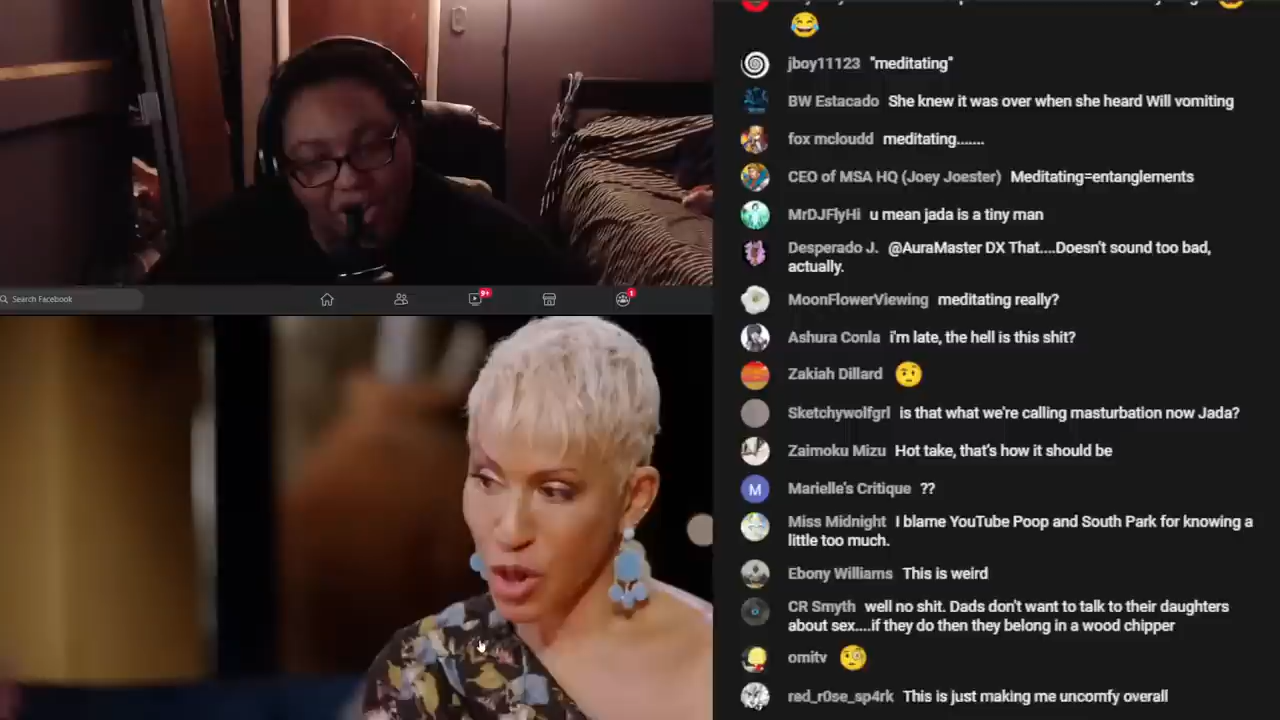 jboy11123 "meditating"
BW Estacado She knew it was over when she heard Will vomiting
fox mcloudd meditating.......
CEO of MSA HQ (Joey Joester) Meditating=entanglements
MrDJFlyHi u mean jada is a tiny man
Desperado J. @AuraMaster DX That....Doesn't sound too bad,
actually.
Search Facebook
9+
1
MoonFlowerViewing meditating really?
Ashura Conla i'm late, the hell is this shit?
Zakiah Dillard
Sketchywolfgrl is that what we're calling masturbation now Jada?
Zaimoku Mizu Hot take, that's how it should be
M
Marielle's Critique ??
Miss Midnight I blame YouTube Poop and South Park for knowing a
little too much.
Ebony Williams This is weird
CR Smyth well no shit. Dads don't want to talk to their daughters
about sex....if they do then they belong in a wood chipper
omitv
red_r0se_sp4rk This is just making me uncomfy overall